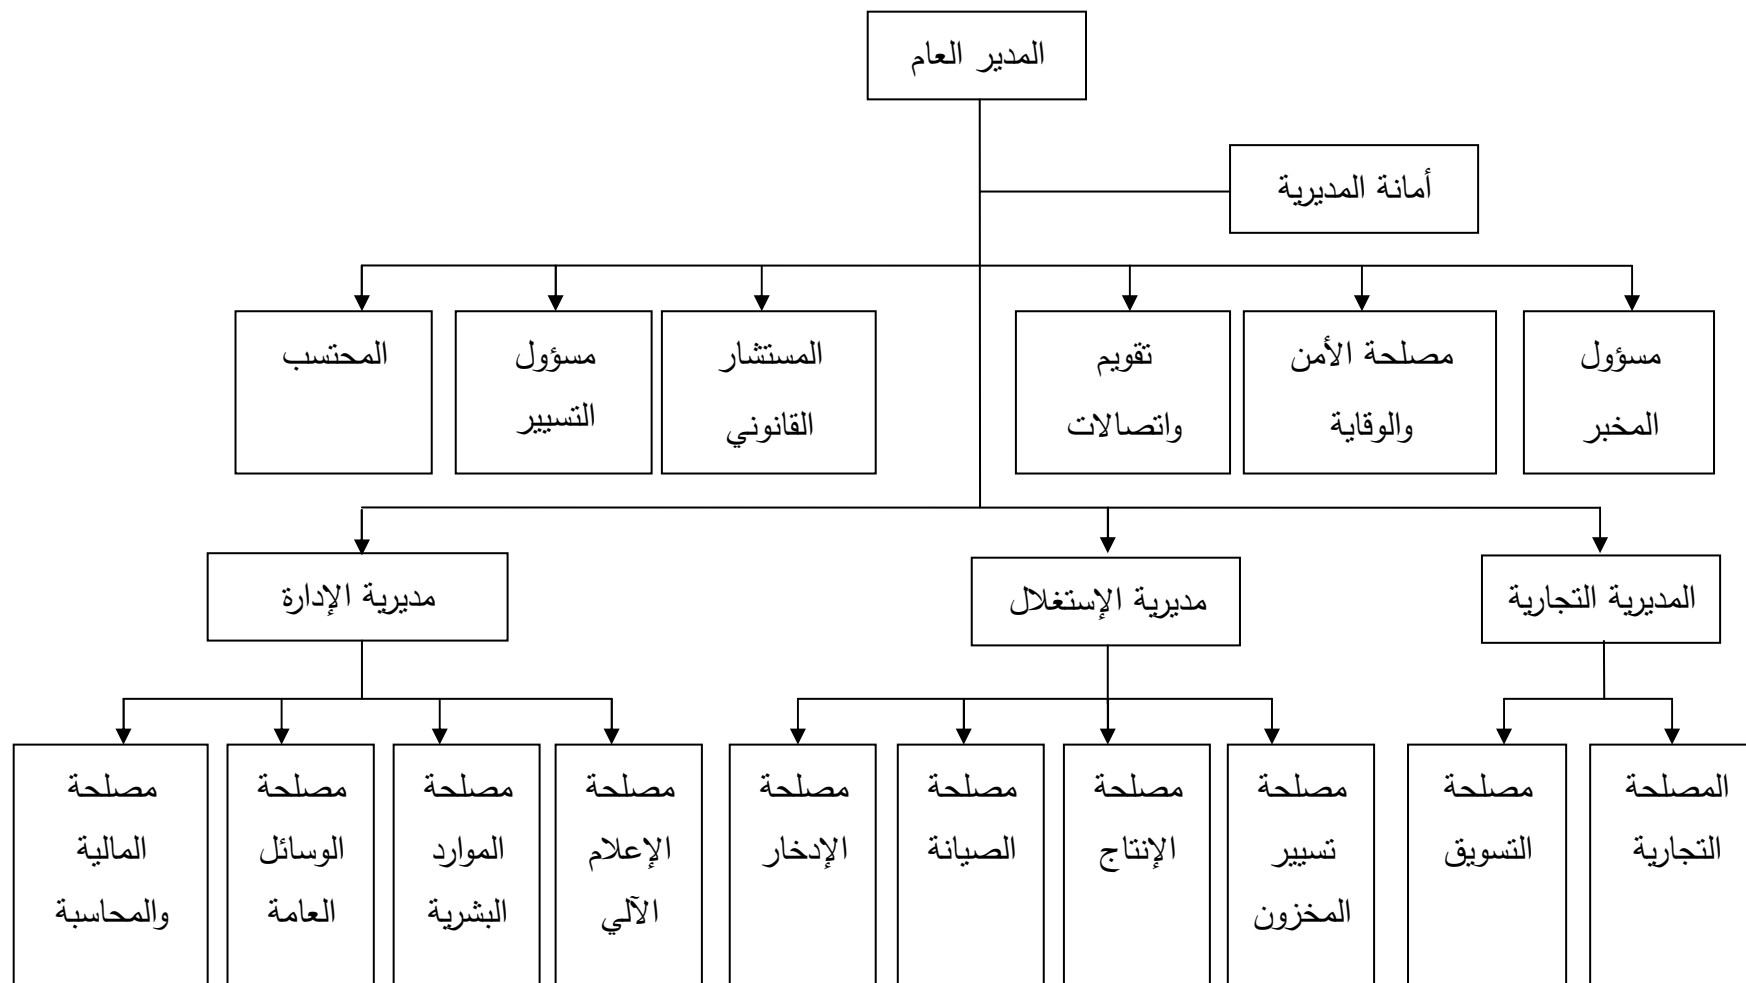 المدير العام
أمانة المديرية
مسؤول
المخبر
مصلحة الأمن
والوقاية
تقويم
واتصالات
المستشار
القانوني
مسؤول
التسيير
المحتسب
المديرية التجارية
مديرية الإستغلال
مديرية الإدارة
المصلحة
التجارية
مصلحة
التسويق
مصلحة
تسيير
المخزون
مصلحة
الإنتاج
مصلحة
الصيانة
مصلحة
الإدخار
مصلحة
الإعلام
الآلي
مصلحة
الموارد
البشرية
مصلحة
الوسائل
العامة
مصلحة
المالية
والمحاسبة